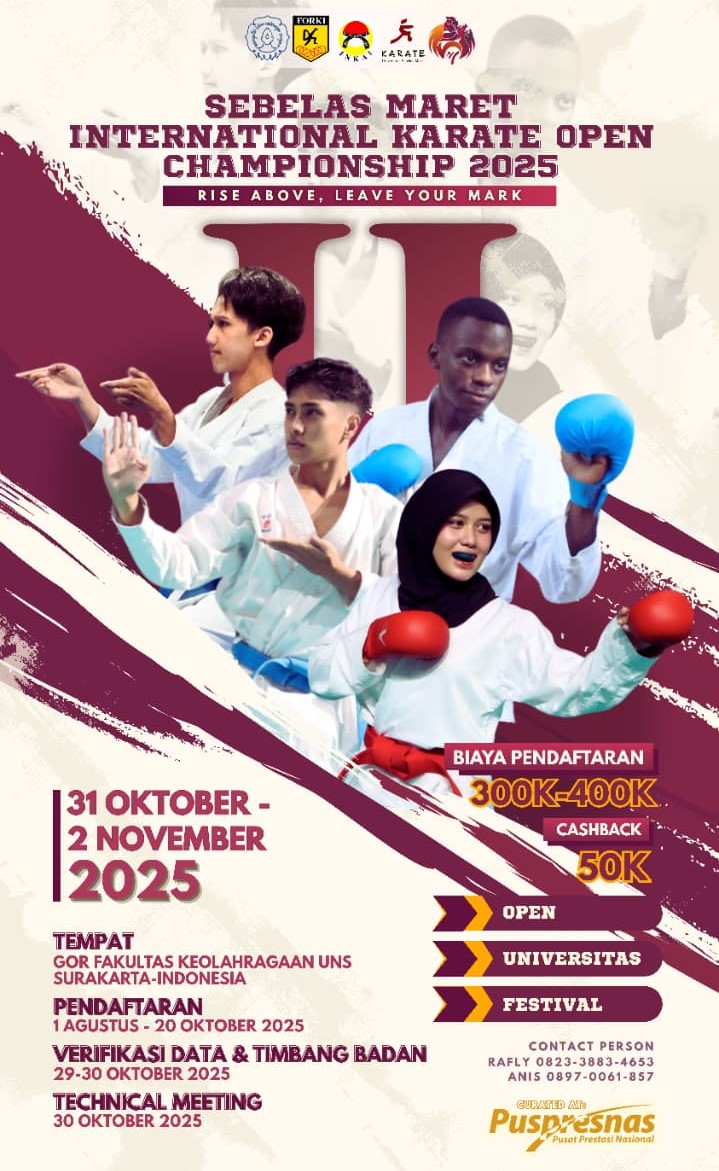 FORKI
INKAI
KARATE
SEBELAS MARET
INTERNATIONAL KARATE OPEN
CHAMPIONSHIP 2025
RISE ABOVE, LEAVE YOUR MARK
II
BIAYA PENDAFTARAN
300K-400K
CASHBACK
50K
31 OKTOBER -
2 NOVEMBER
2025
OPEN
UNIVERSITAS
FESTIVAL
TEMPAT
GOR FAKULTAS KEOLAHRAGAAN UNS
SURAKARTA-INDONESIA
PENDAFTARAN
1 AGUSTUS - 20 OKTOBER 2025
VERIFIKASI DATA & TIMBANG BADAN
29-30 OKTOBER 2025
TECHNICAL MEETING
30 OKTOBER 2025
CONTACT PERSON
RAFLY 0823-3883-4653
ANIS 0897-0061-857
CURATED AT:
Puspresnas
Pusat Prestasi Nasional